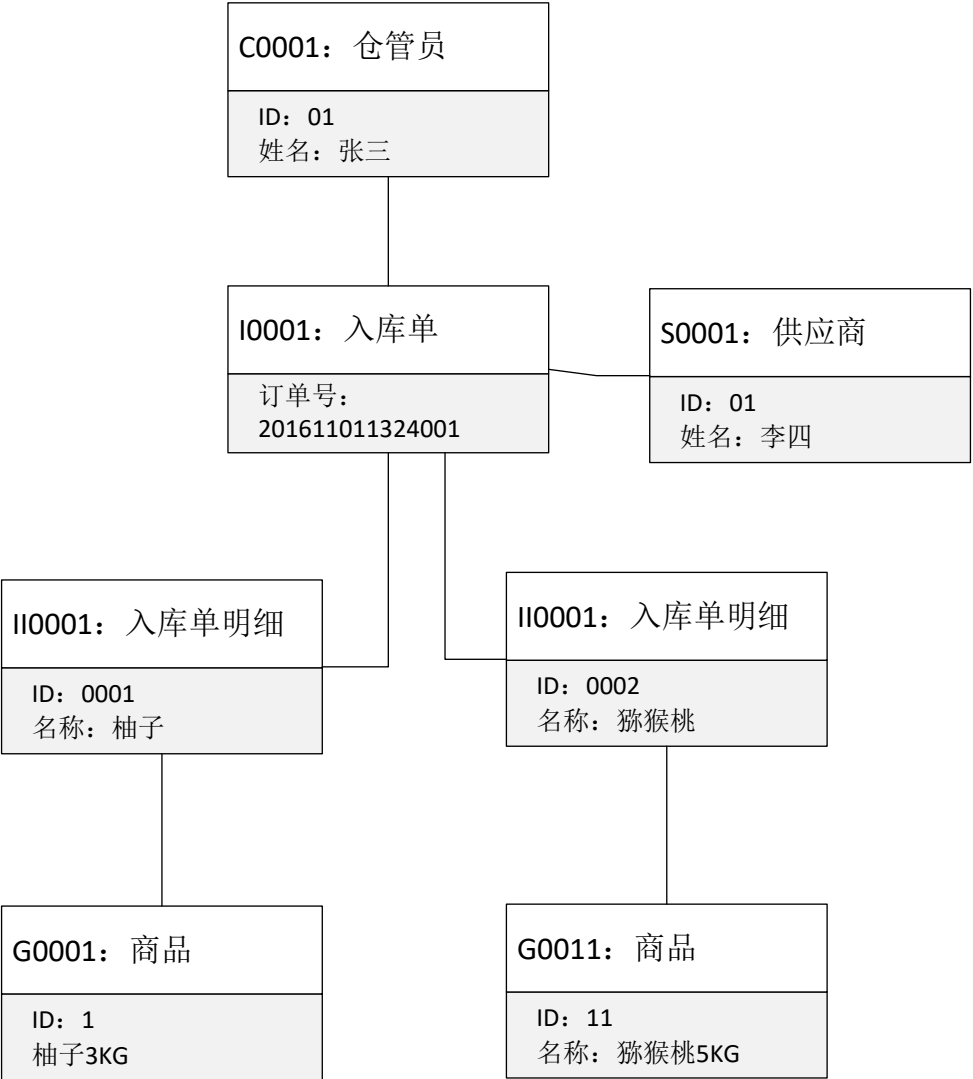 C0001：仓管员
ID：01
姓名：张三
I0001：入库单
订单号：
201611011324001
S0001：供应商
ID：01
姓名：李四
II0001：入库单明细
ID：0001
名称：柚子
II0001：入库单明细
ID：0002
名称：猕猴桃
G0001：商品
ID：1
柚子3KG
G0011：商品
ID：11
名称：猕猴桃5KG